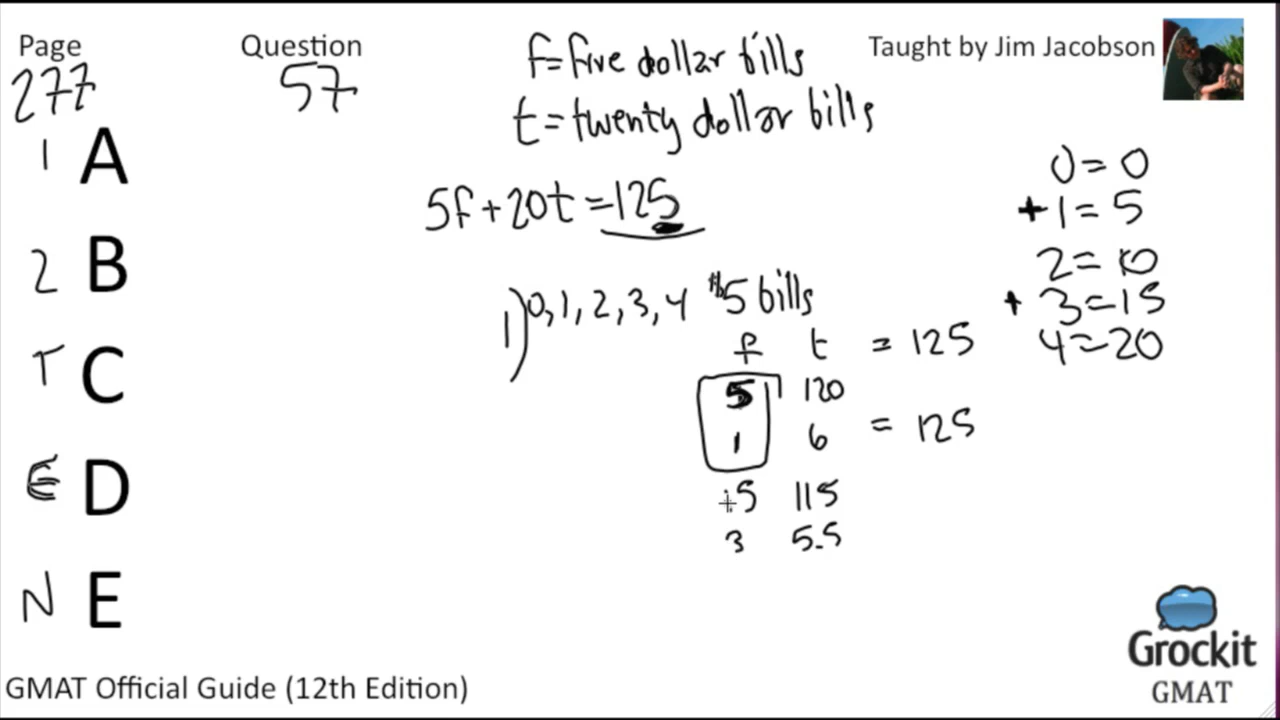 Page Question
277 57
Taught by Jim Jacobson
f=five dollar bills
t=twenty dollar bills
5f+20t=125
1) 0, 1, 2, 3, 4 $5 bills
f t = 125
5 120
1 6 = 125
+5 115
3 5.5
0=0
+1=5
2=10
+3=15
4=20
1 A
2 B
T C
E D
N E
GMAT Official Guide (12th Edition)
Grockit
GMAT